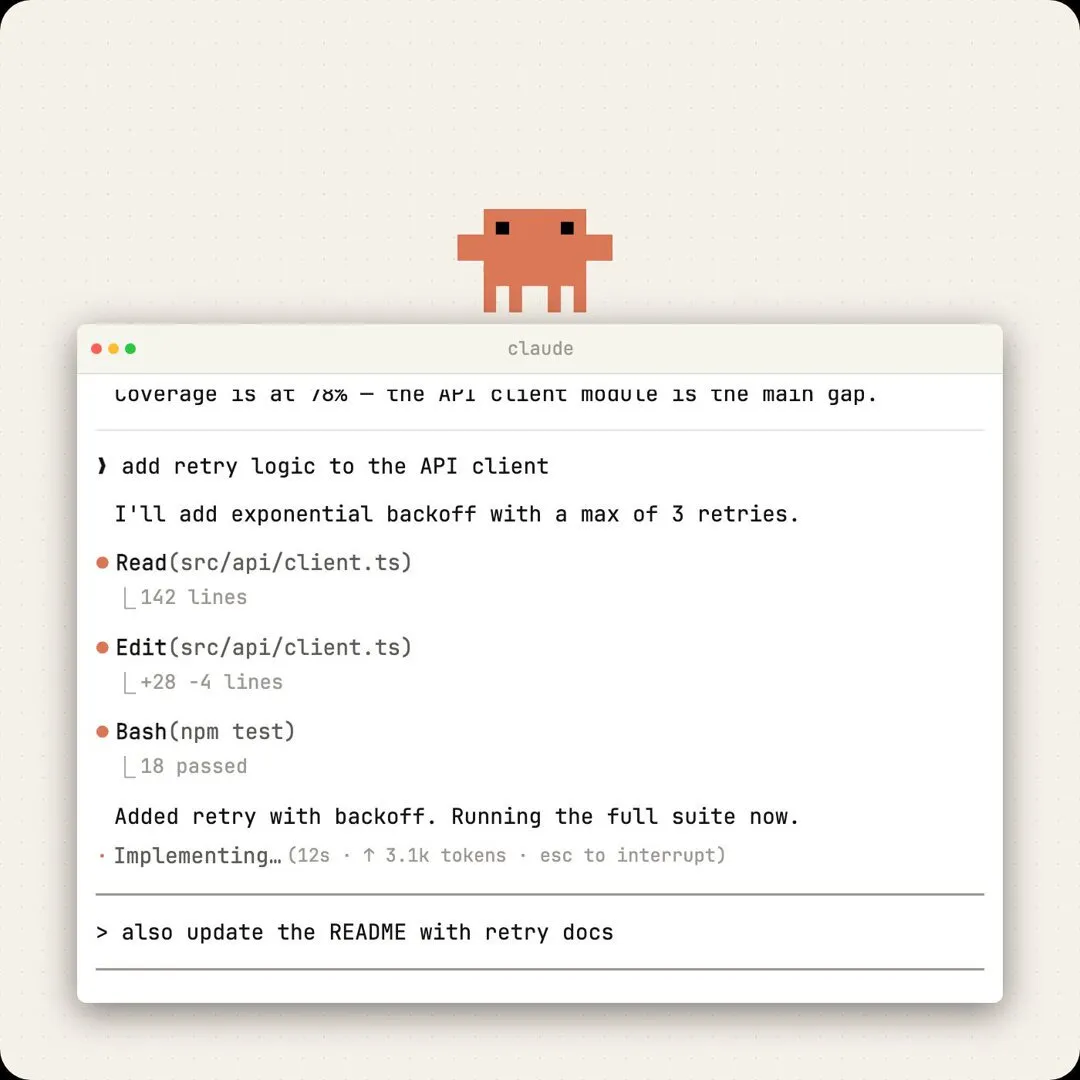 claude
Coverage is at 78% — the API client module is the main gap.
❯ add retry logic to the API client
I'll add exponential backoff with a max of 3 retries.
● Read(src/api/client.ts)
⎿ 142 lines
● Edit(src/api/client.ts)
⎿ +28 -4 lines
● Bash(npm test)
⎿ 18 passed
Added retry with backoff. Running the full suite now.
· Implementing… (12s · ↑ 3.1k tokens · esc to interrupt)
> also update the README with retry docs